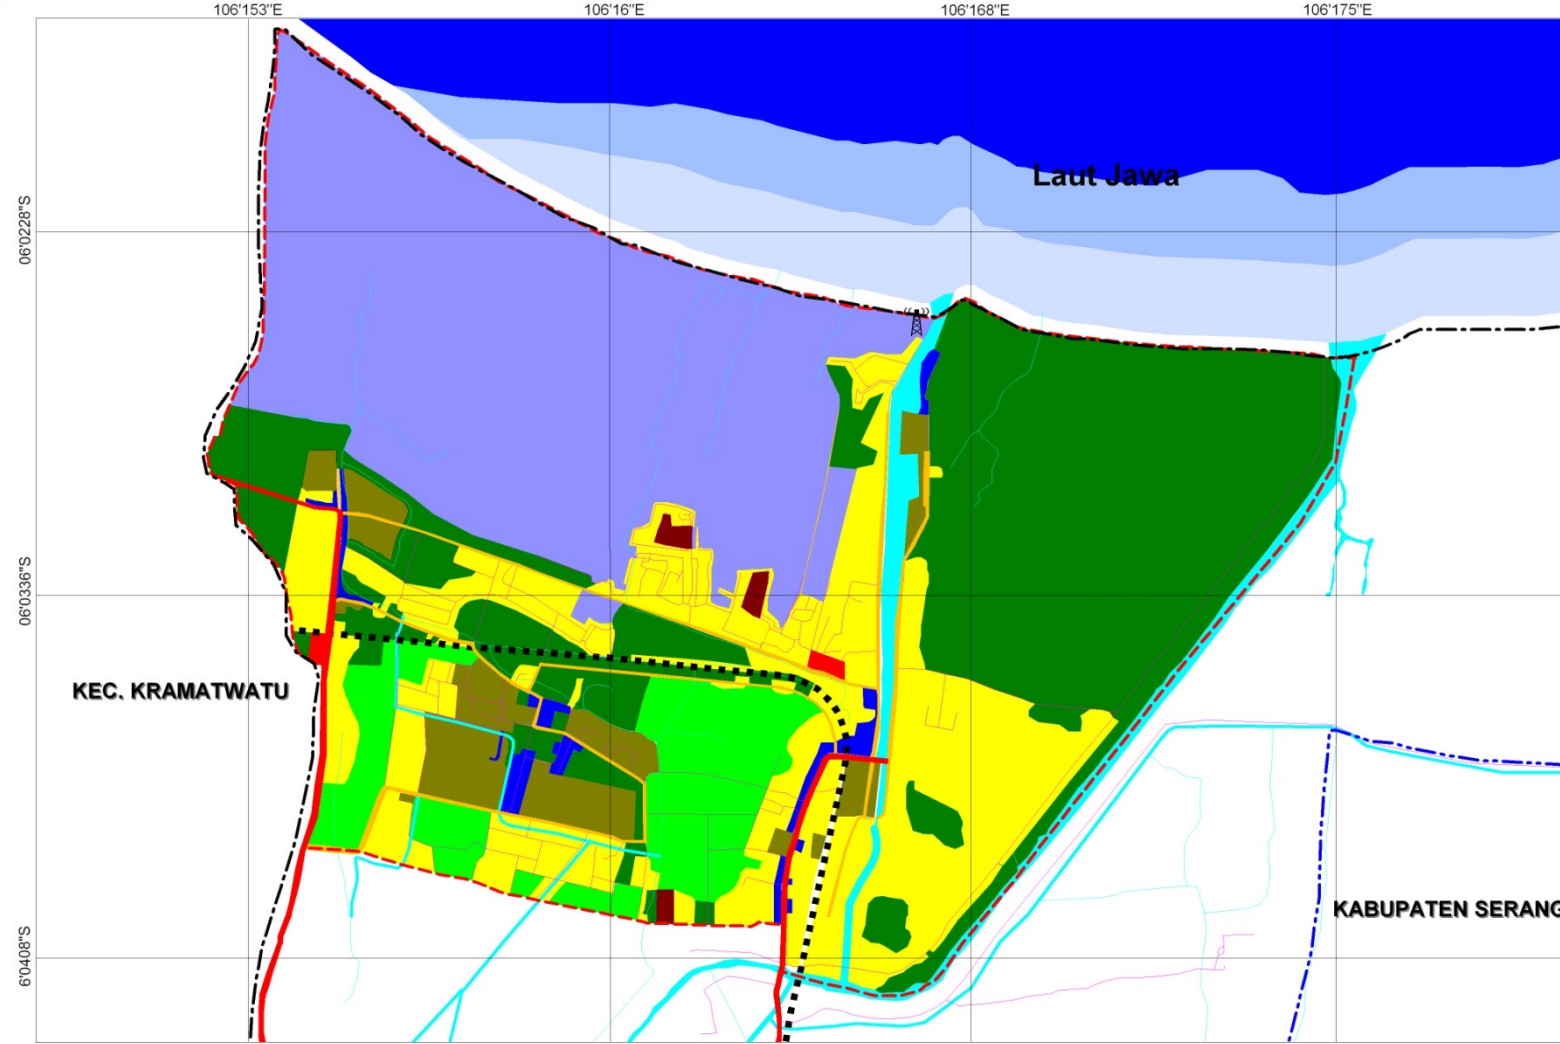 106'153"E
106'16"E
106'168"E
106'175"E
Laut Jawa
06'0228"S
06'036"S
KEC. KRAMATWATU
KABUPATEN SERANG
6'0408"S